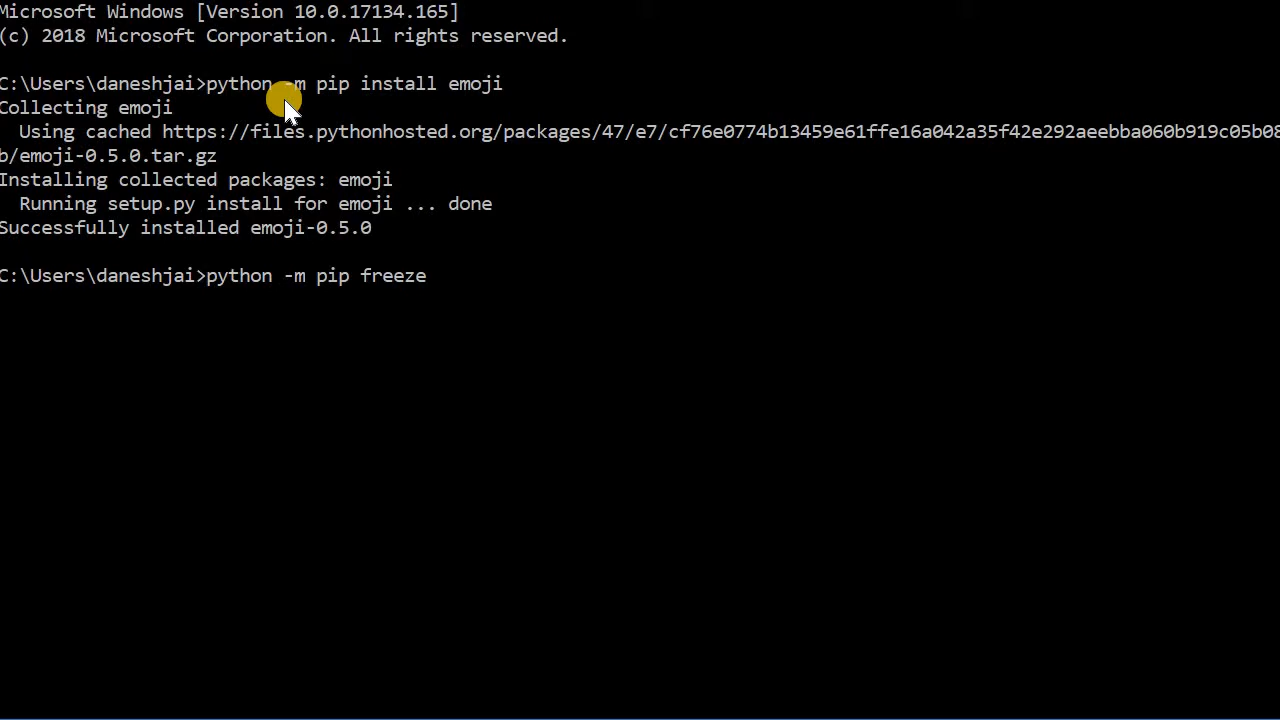 Microsoft Windows [Version 10.0.17134.165]
(c) 2018 Microsoft Corporation. All rights reserved.
C:\Users\daneshjai>python -m pip install emoji
Collecting emoji
Using cached https://files.pythonhosted.org/packages/47/e7/cf76e0774b13459e61ffe16a042a35f42e292aeebba060b919c05b08
b/emoji-0.5.0.tar.gz
Installing collected packages: emoji
Running setup.py install for emoji ... done
Successfully installed emoji-0.5.0
C:\Users\daneshjai>python -m pip freeze